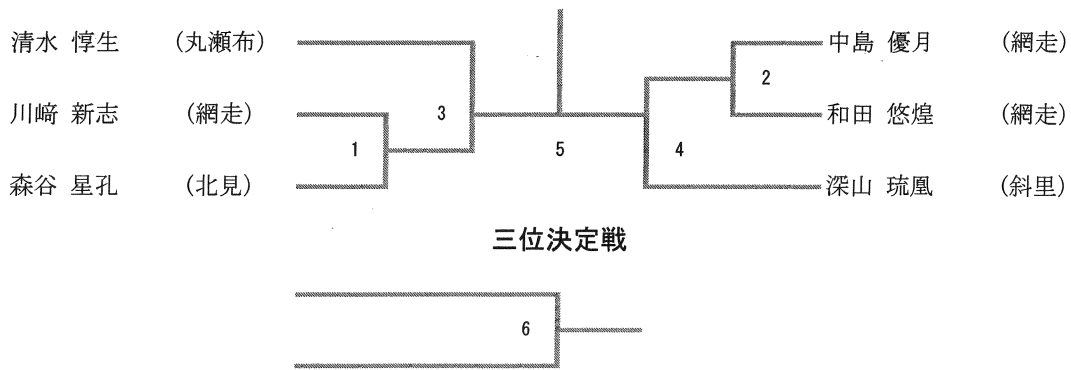 清水 惇生 (丸瀬布) 中島 優月 (網走)
2
川﨑 新志 (網走) 3 和田 悠煌 (網走)
1 5 4
森谷 星孔 (北見) 深山 琉凰 (斜里)
三位決定戦
6